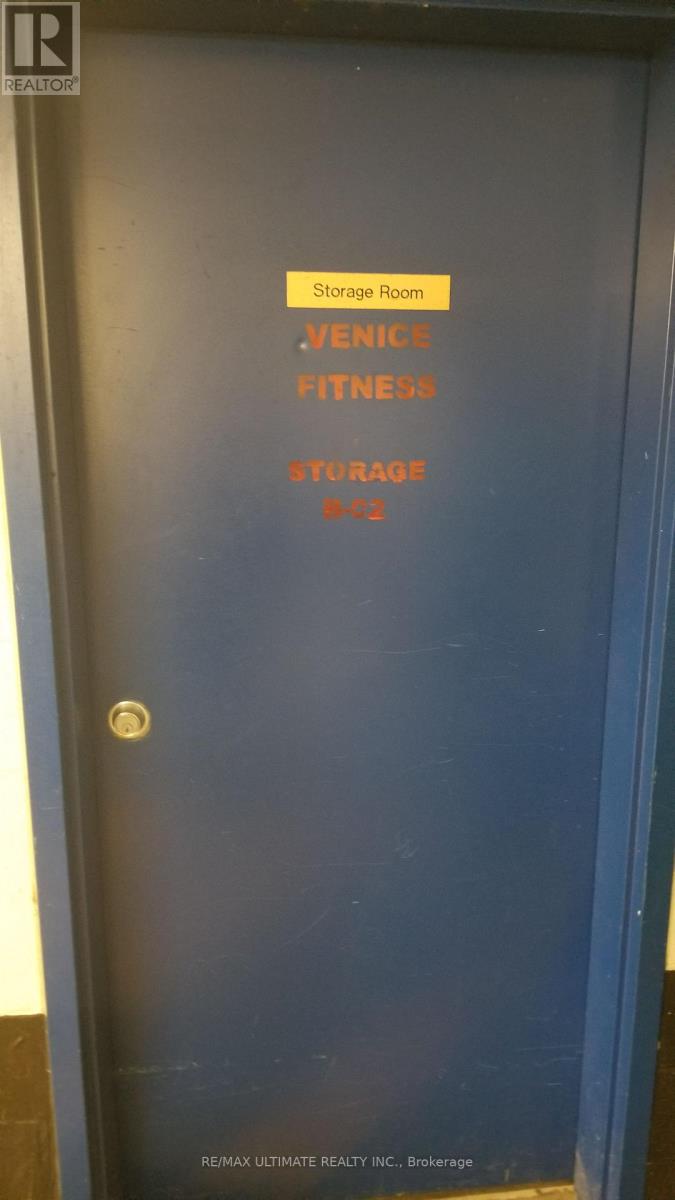 R
REALTOR®
Storage Room
VENICE
FITNESS
STORAGE
B-02
RE/MAX ULTIMATE REALTY INC., Brokerage